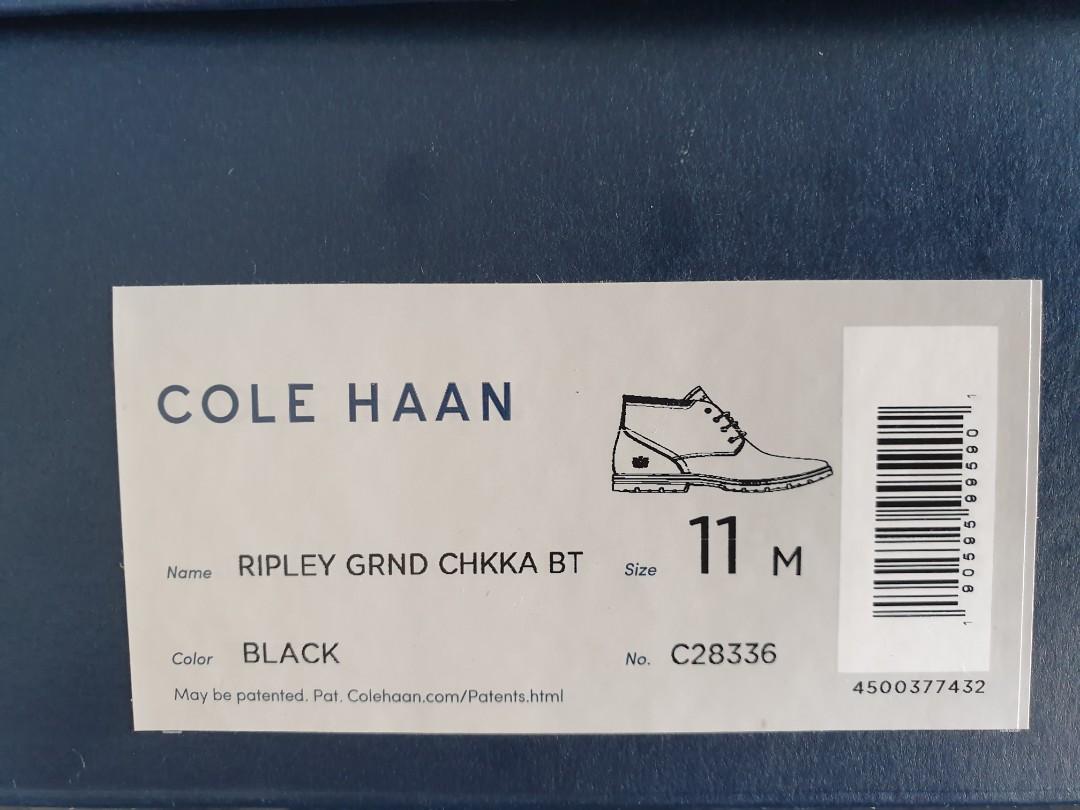 COLE HAAN
Name RIPLEY GRND CHKKA BT
Size 11 M
Color BLACK
No. C28336
May be patented. Pat. Colehaan.com/Patents.html
1 90595 99590 1
4500377432